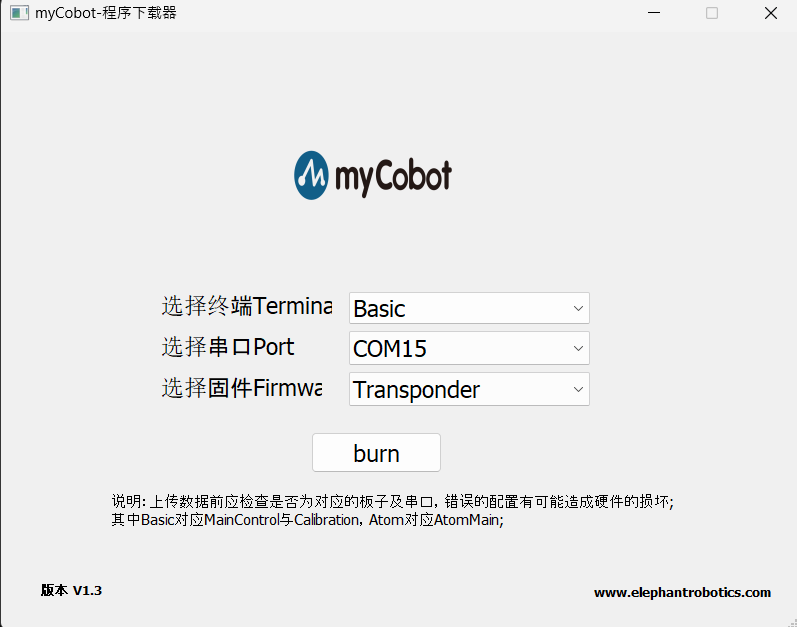 myCobot-程序下载器
myCobot
选择终端Termina
Basic
选择串口Port
COM15
选择固件Firmwa
Transponder
burn
说明: 上传数据前应检查是否为对应的板子及串口, 错误的配置有可能造成硬件的损坏;
其中Basic对应MainControl与Calibration, Atom对应AtomMain;
版本 V1.3
www.elephantrobotics.com